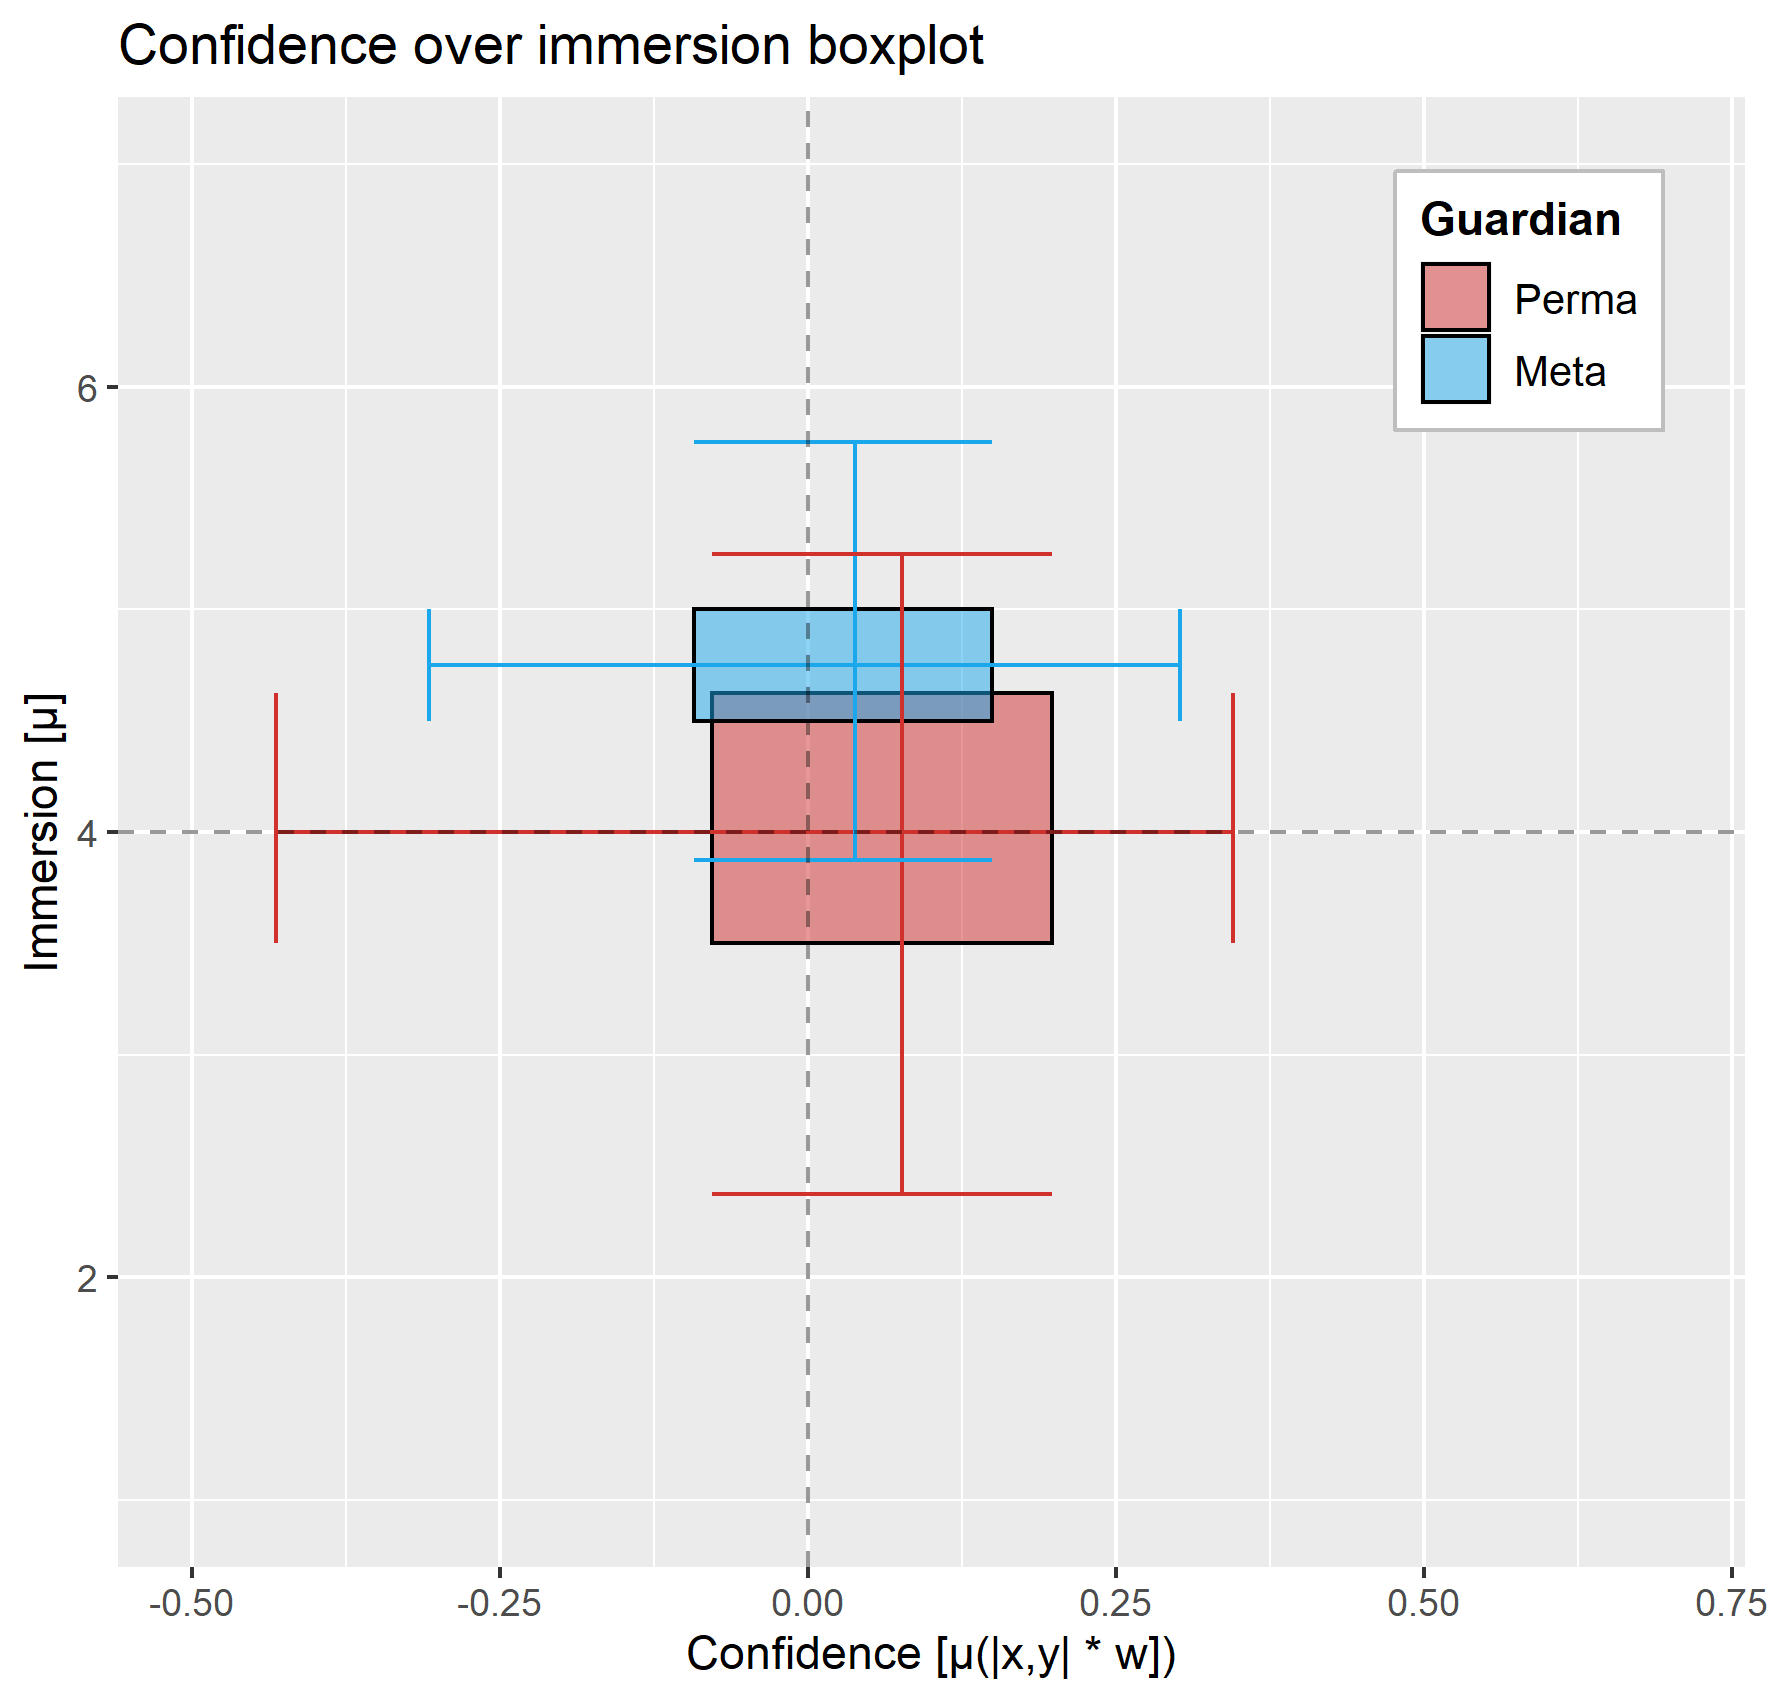 Confidence over immersion boxplot
Guardian
Perma
Meta
Immersion [µ]
6
4
2
-0.50
-0.25
0.00
0.25
0.50
0.75
Confidence [µ(|x,y| * w])